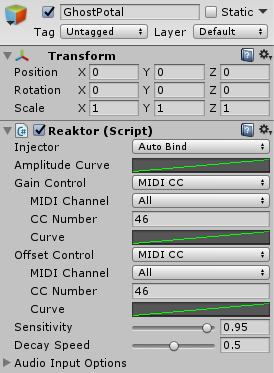 GhostPotal Static
Tag Untagged Layer Default
Transform
Position X 0 Y 0 Z 0
Rotation X 0 Y 0 Z 0
Scale X 1 Y 1 Z 1
Reaktor (Script)
Injector Auto Bind
Amplitude Curve
Gain Control MIDI CC
MIDI Channel All
CC Number 46
Curve
Offset Control MIDI CC
MIDI Channel All
CC Number 46
Curve
Sensitivity 0.95
Decay Speed 0.5
Audio Input Options